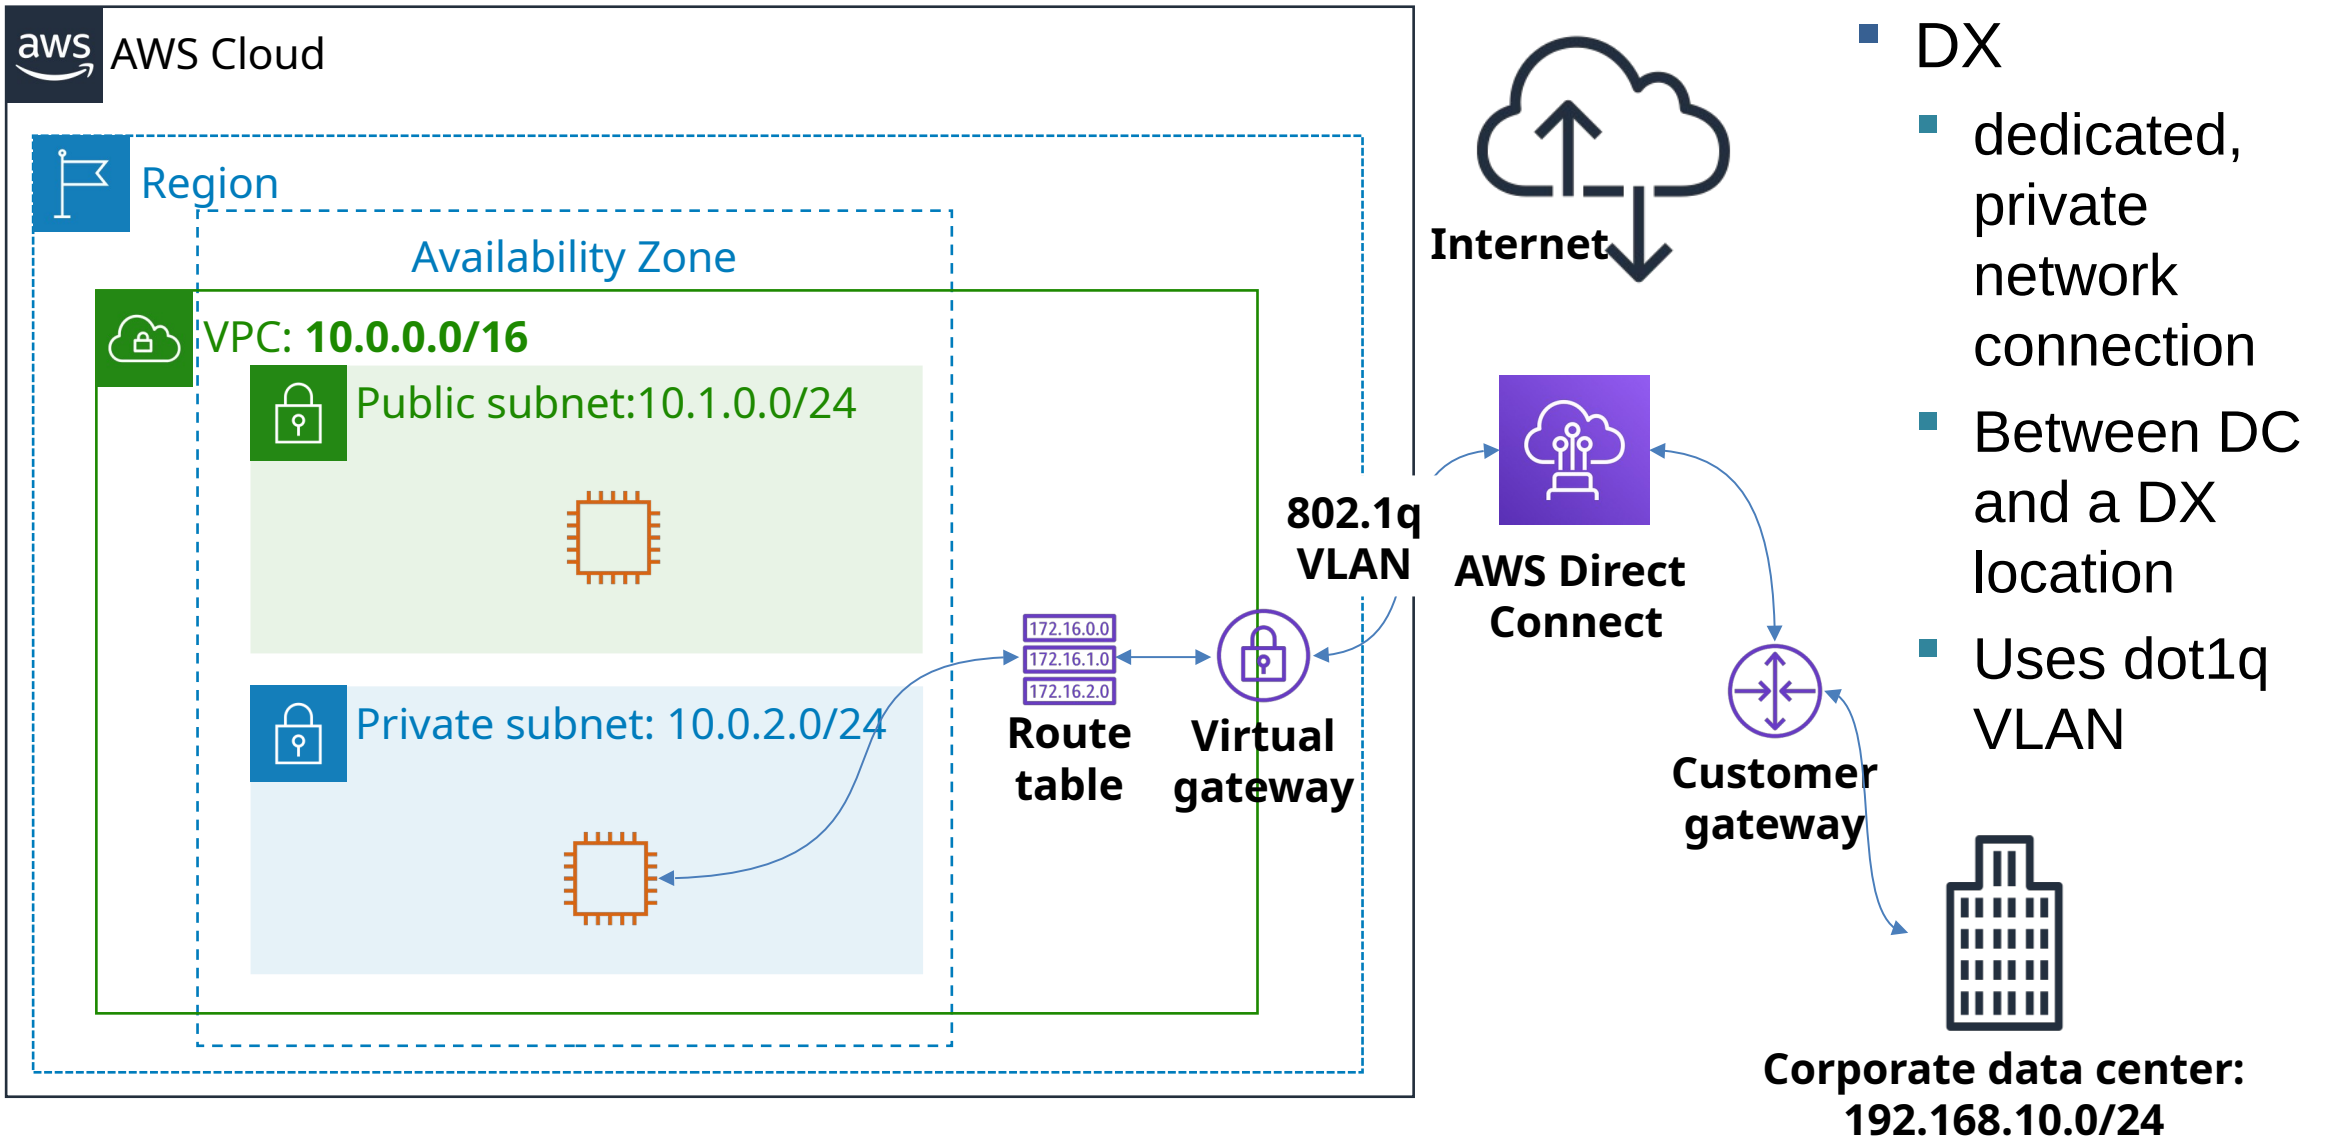 aws
AWS Cloud
Region
Availability Zone
VPC: 10.0.0.0/16
Public subnet:10.1.0.0/24
Private subnet: 10.0.2.0/24
172.16.0.0
172.16.1.0
172.16.2.0
Route
table
Virtual
gateway
802.1q
VLAN
Internet
AWS Direct
Connect
Customer
gateway
Corporate data center:
192.168.10.0/24
DX
dedicated,
private
network
connection
Between DC
and a DX
location
Uses dot1q
VLAN